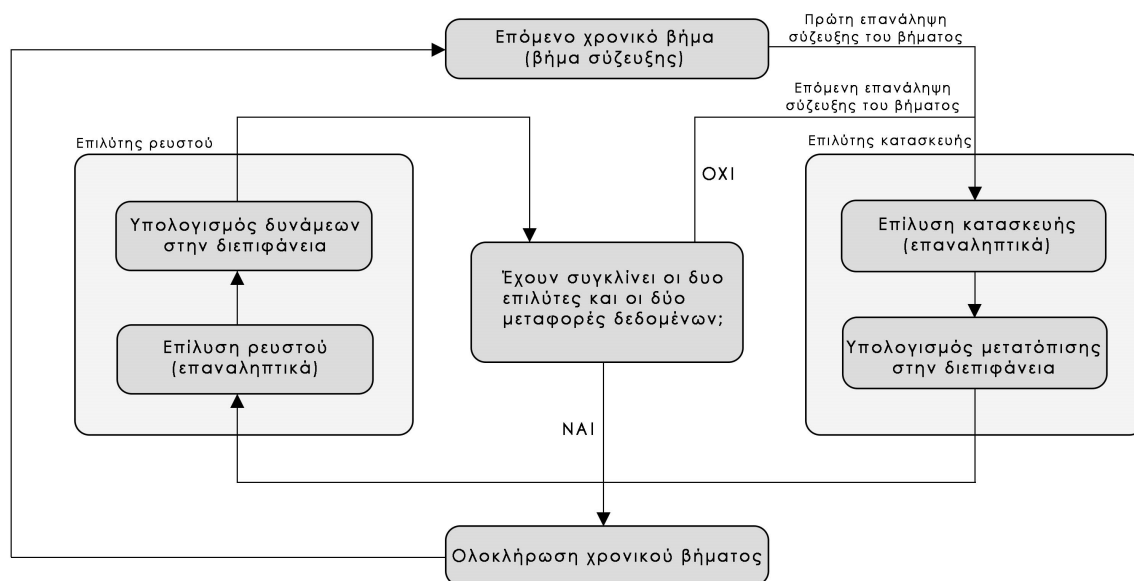 Επόμενο χρονικό βήμα
(βήμα σύζευξης)
Πρώτη επανάληψη
σύζευξης του βήματος
Επόμενη επανάληψη
σύζευξης του βήματος
Επιλύτης ρευστού
Επιλύτης κατασκευής
ΟΧΙ
Υπολογισμός δυνάμεων
στην διεπιφάνεια
Επίλυση κατασκευής
(επαναληπτικά)
Έχουν συγκλίνει οι δυο
επιλύτες και οι δύο
μεταφορές δεδομένων;
Επίλυση ρευστού
(επαναληπτικά)
Υπολογισμός μετατόπισης
στην διεπιφάνεια
ΝΑΙ
Ολοκλήρωση χρονικού βήματος